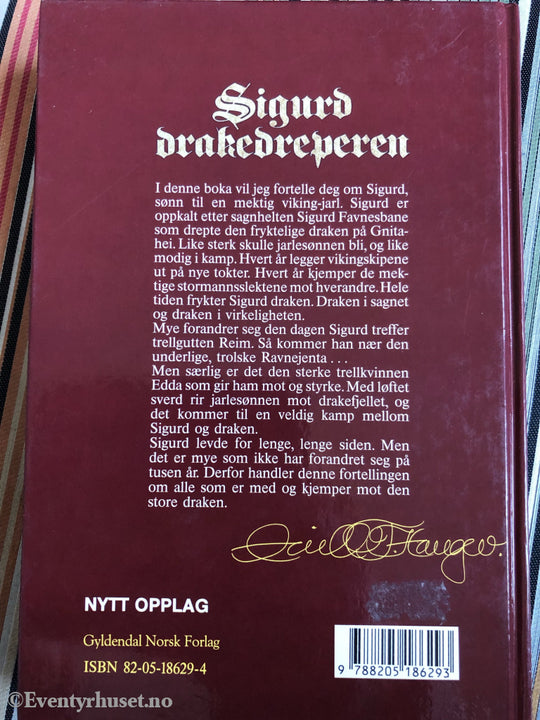 Sigurd
drakedreperen
I denne boka vil jeg fortelle deg om Sigurd,
sønn til en mektig viking-jarl. Sigurd er
oppkalt etter sagnhelten Sigurd Favnesbane
som drepte den fryktelige draken på Gnita-
hei. Like sterk skulle jarlesønnen bli, og like
modig i kamp. Hvert år legger vikingskipene
ut på nye tokter. Hvert år kjemper de mek-
tige stormannsslektene mot hverandre. Hele
tiden frykter Sigurd draken. Draken i sagnet
og draken i virkeligheten.
Mye forandrer seg den dagen Sigurd treffer
trellgutten Reim. Så kommer han nær den
underlige, trolske Ravnejenta . . .
Men særlig er det den sterke trellkvinnen
Edda som gir ham mot og styrke. Med løftet
sverd rir jarlesønnen mot drakefjellet, og
det kommer til en veldig kamp mellom
Sigurd og draken.
Sigurd levde for lenge, lenge siden. Men
det er mye som ikke har forandret seg på
tusen år. Derfor handler denne fortellingen
om alle som er med og kjemper mot den
store draken.
NYTT OPPLAG
Gyldendal Norsk Forlag
ISBN 82-05-18629-4
9 788205 186293
©Eventyrhuset.no